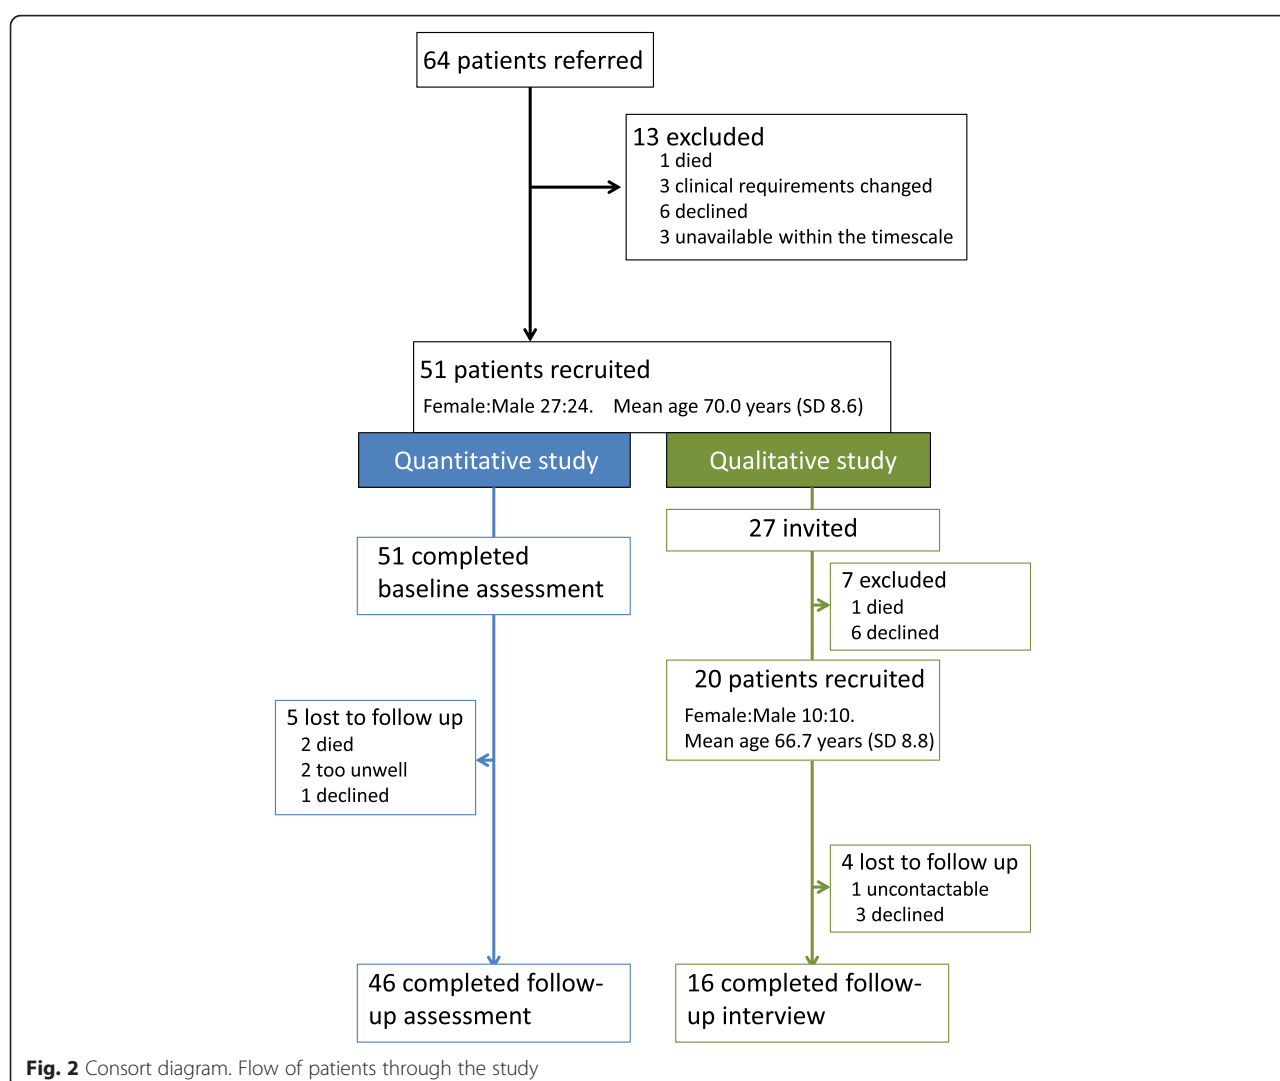 64 patients referred
13 excluded
1 died
3 clinical requirements changed
6 declined
3 unavailable within the timescale
51 patients recruited
Female:Male 27:24. Mean age 70.0 years (SD 8.6)
Quantitative study
51 completed
baseline assessment
5 lost to follow up
2 died
2 too unwell
1 declined
46 completed follow-
up assessment
Qualitative study
27 invited
7 excluded
1 died
6 declined
20 patients recruited
Female:Male 10:10.
Mean age 66.7 years (SD 8.8)
4 lost to follow up
1 uncontactable
3 declined
16 completed follow-
up interview
Fig. 2 Consort diagram. Flow of patients through the study